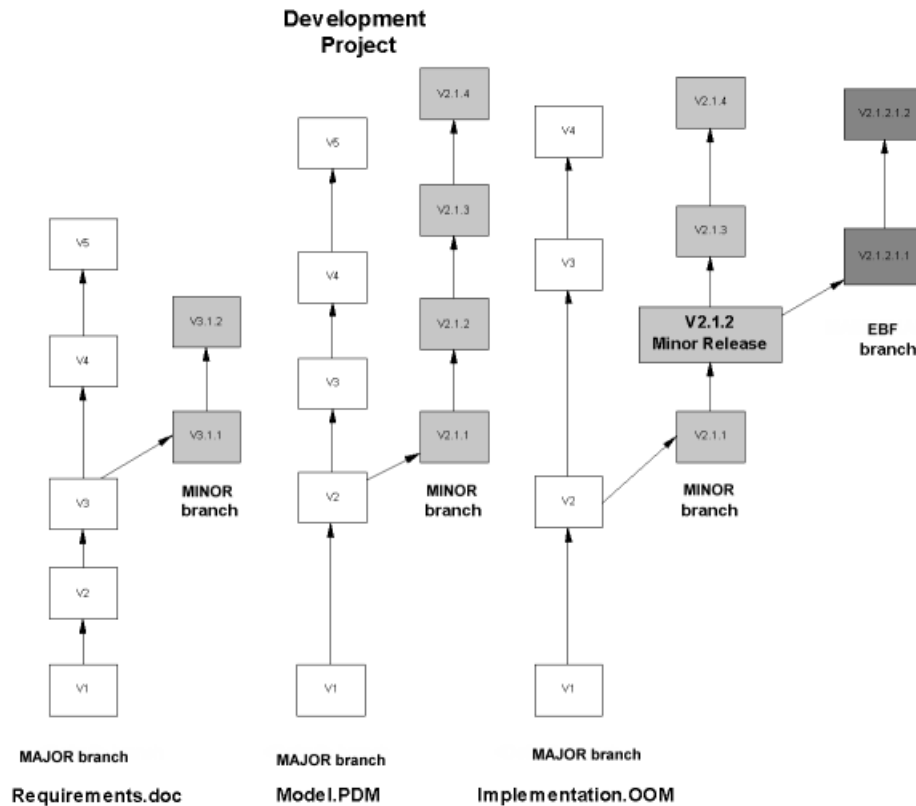 Development
Project
V5
V4
V3
V2
V1
V3.1.2
V3.1.1
MINOR
branch
MAJOR branch
Requirements.doc
V5
V4
V3
V2
V1
V2.1.4
V2.1.3
V2.1.2
V2.1.1
MINOR
branch
MAJOR branch
Model.PDM
V4
V3
V2
V1
V2.1.4
V2.1.3
V2.1.2
Minor Release
V2.1.1
MINOR
branch
V2.1.2.1.2
V2.1.2.1.1
EBF
branch
MAJOR branch
Implementation.OOM